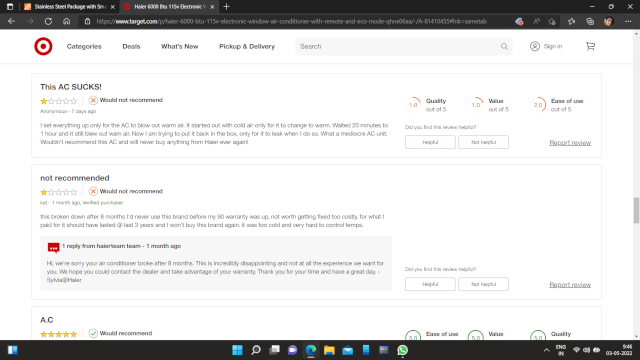 Stainless Steel Package with Sma
Haier 6000 Btu 115v Electronic W
https://www.target.com/p/haier-6000-btu-115v-electronic-window-air-conditioner-with-remote-and-eco-mode-qhne06aa/-/A-81410455#lnk=sametab
Categories Deals What's New Pickup & Delivery Search Sign in
This AC SUCKS!
Would not recommend
Anonymous - 7 days ago
I set everything up only for the AC to blow out warm air. It started out with cold air only for it to change to warm. Waited 20 minutes to
1 hour and it still blew out warn air. Now I am trying to put it back in the box, only for it to leak when I do so. What a mediocre AC unit.
Wouldn't recommend this AC and will never buy anything from Haier ever again!
1.0 Quality out of 5
1.0 Value out of 5
2.0 Ease of use out of 5
Did you find this review helpful?
Helpful Not helpful Report review
not recommended
Would not recommend
- 1 month ago, Verified purchaser
this broken down after 8 months I'd never use this brand before my 90 warranty was up. not worth getting fixed too costly. for what I
paid for it should have lasted @ last 3 years and I won't buy this brand again. it was too cold and very hard to control temps.
1 reply from haierteam team - 1 month ago
Hi, we're sorry your air conditioner broke after 8 months. This is incredibly disappointing and not at all the experience we want for
you. We hope you could contact the dealer and take advantage of your warranty. Thank you for your time and have a great day. -
Sylvia@Haier
Did you find this review helpful?
Helpful Not helpful Report review
A.C
Would recommend
5.0 Ease of use
5.0 Value
5.0 Quality
ENG
IN
9:46
03-05-2022